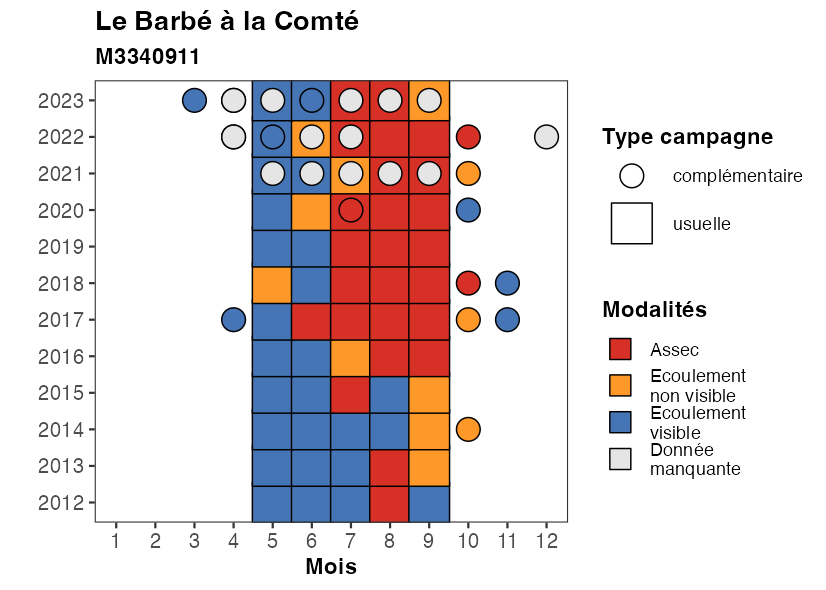 Le Barbé à la Comté
M3340911
2023
2022
2021
2020
2019
2018
2017
2016
2015
2014
2013
2012
1 2 3 4 5 6 7 8 9 10 11 12
Mois
Type campagne
complémentaire
usuelle
Modalités
Assec
Ecoulement
non visible
Ecoulement
visible
Donnée
manquante